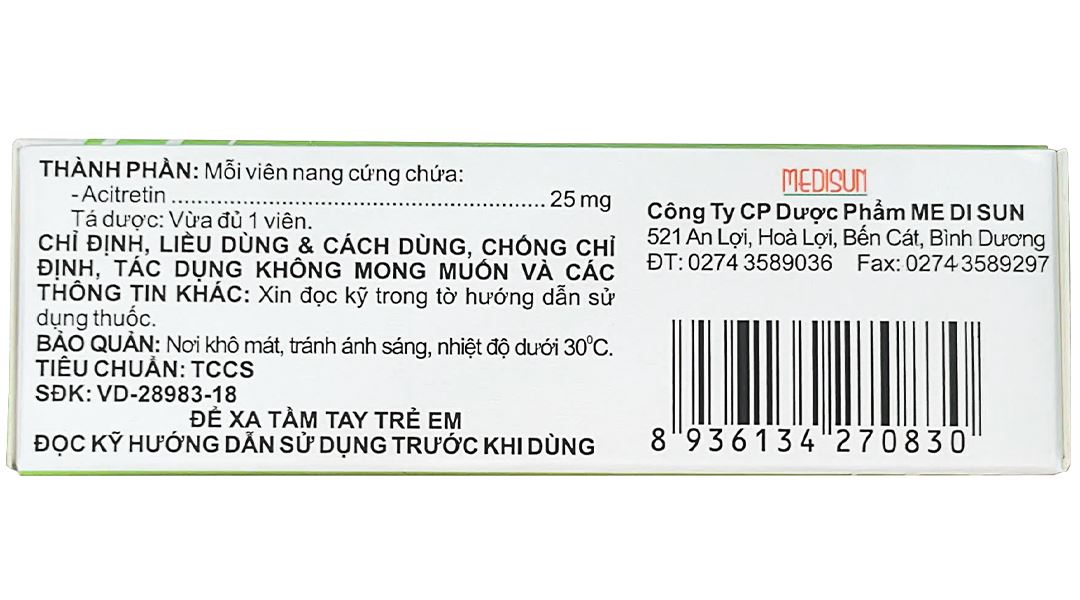 THÀNH PHẦN: Mỗi viên nang cứng chứa:
- Acitretin ........................................................ 25 mg
Tá dược: Vừa đủ 1 viên.
CHỈ ĐỊNH, LIỀU DÙNG & CÁCH DÙNG, CHỐNG CHỈ
ĐỊNH, TÁC DỤNG KHÔNG MONG MUỐN VÀ CÁC
THÔNG TIN KHÁC: Xin đọc kỹ trong tờ hướng dẫn sử
dụng thuốc.
BẢO QUẢN: Nơi khô mát, tránh ánh sáng, nhiệt độ dưới 30⁰C.
TIÊU CHUẨN: TCCS
SĐK: VD-28983-18
ĐỂ XA TẦM TAY TRẺ EM
ĐỌC KỸ HƯỚNG DẪN SỬ DỤNG TRƯỚC KHI DÙNG
MEDISUN
Công Ty CP Dược Phẩm ME DI SUN
521 An Lợi, Hoà Lợi, Bến Cát, Bình Dương
ĐT: 0274 3589036 Fax: 0274 3589297
8 936134 270830